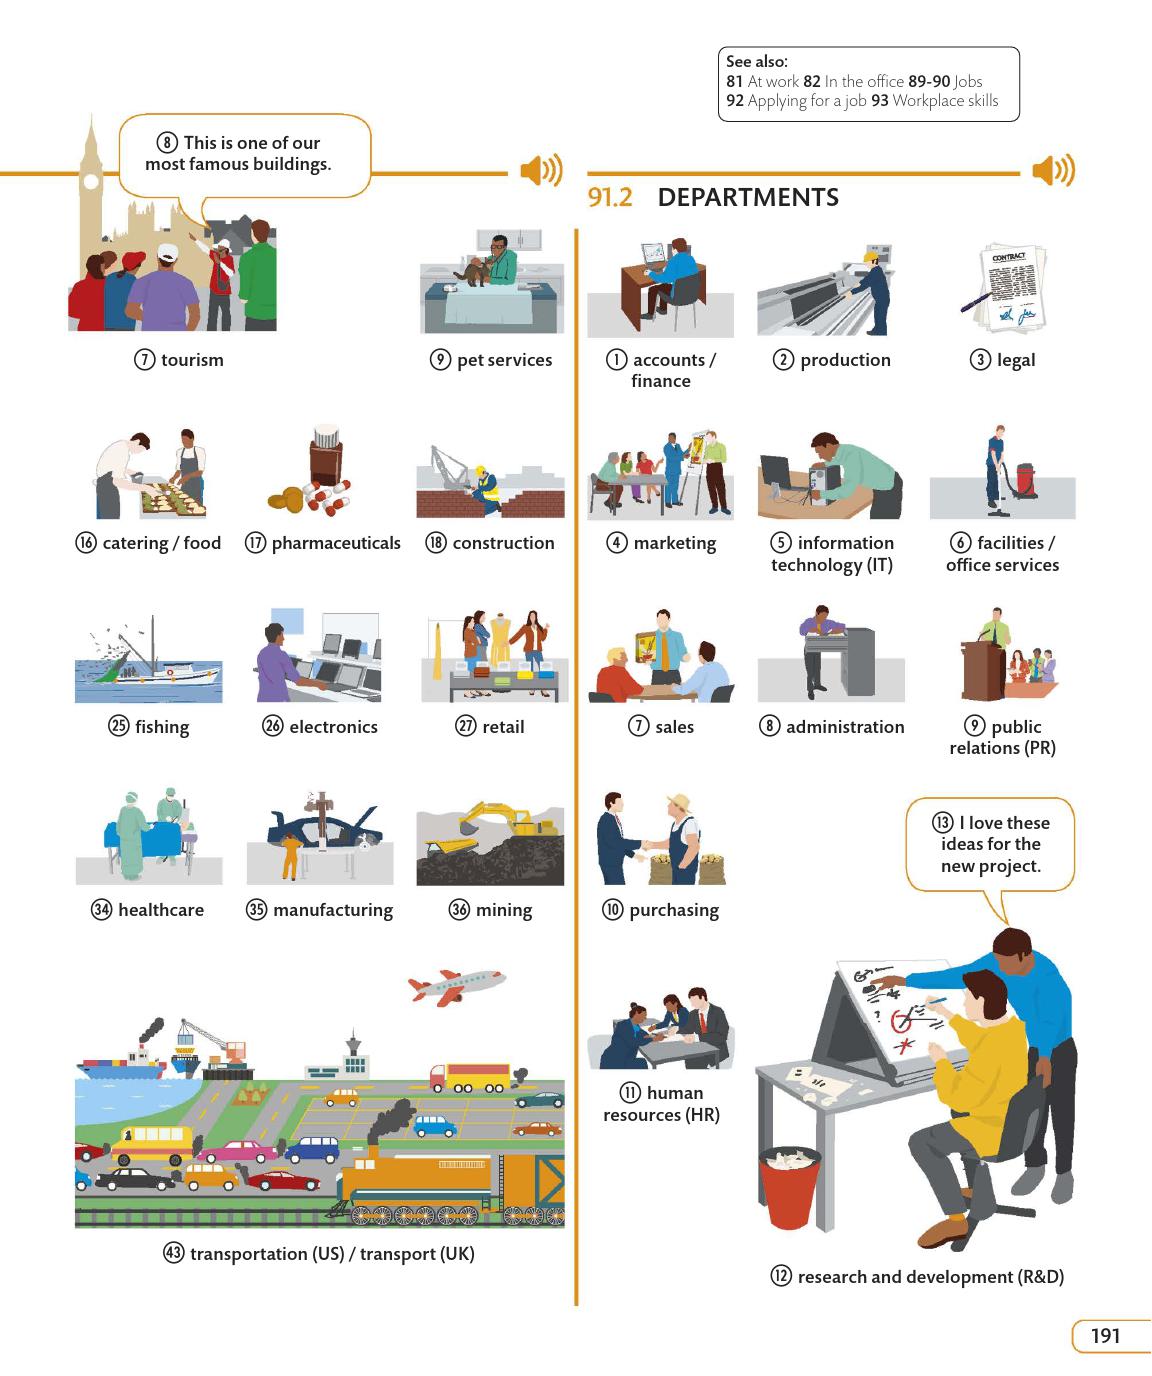 See also:
81 At work 82 In the office 89-90 Jobs
92 Applying for a job 93 Workplace skills
⑧ This is one of our
most famous buildings.
⑦ tourism
⑨ pet services
⑯ catering / food
⑰ pharmaceuticals
⑱ construction
㉕ fishing
㉖ electronics
㉗ retail
㉞ healthcare
㉟ manufacturing
㊱ mining
㊸ transportation (US) / transport (UK)
91.2 DEPARTMENTS
① accounts /
finance
② production
CONTRACT
③ legal
④ marketing
⑤ information
technology (IT)
⑥ facilities /
office services
⑦ sales
⑧ administration
⑨ public
relations (PR)
⑩ purchasing
⑪ human
resources (HR)
⑬ I love these
ideas for the
new project.
⑫ research and development (R&D)
191